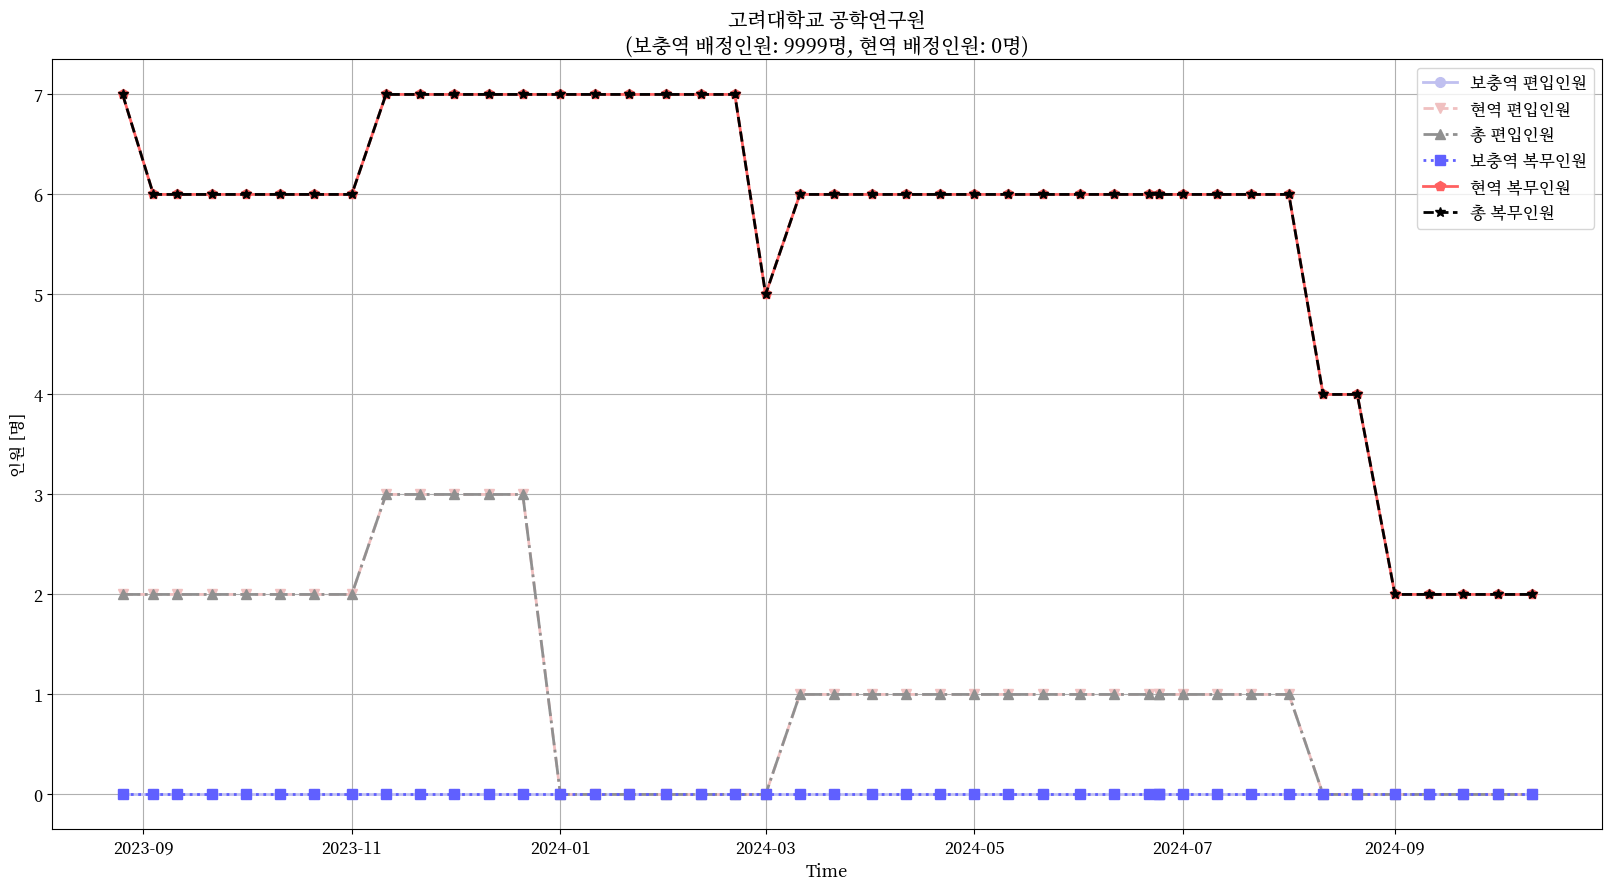 고려대학교 공학연구원
(보충역 배정인원: 9999명, 현역 배정인원: 0명)
보충역 편입인원
현역 편입인원
총 편입인원
보충역 복무인원
현역 복무인원
총 복무인원
인원 [명]
7
6
5
4
3
2
1
0
2023-09
2023-11
2024-01
2024-03
2024-05
2024-07
2024-09
Time